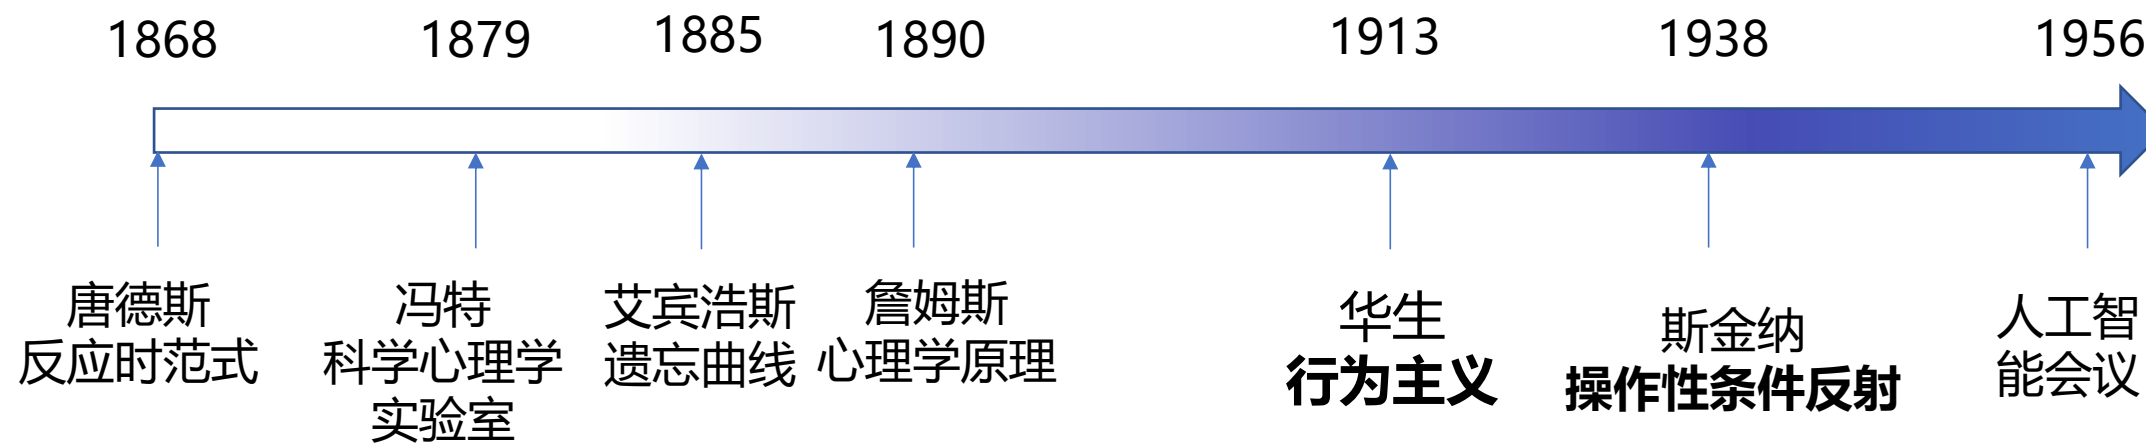 1868
1879
1885
1890
1913
1938
1956
唐德斯
反应时范式
冯特
科学心理学
实验室
艾宾浩斯
遗忘曲线
詹姆斯
心理学原理
华生
行为主义
斯金纳
操作性条件反射
人工智
能会议